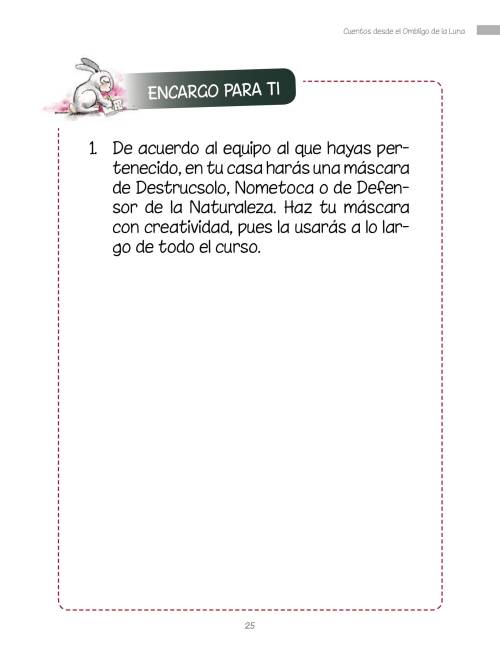 Cuentos desde el Ombligo de la Luna
ENCARGO PARA TI
1. De acuerdo al equipo al que hayas per-
tenecido, en tu casa harás una máscara
de Destrucsolo, Nometoca o de Defen-
sor de la Naturaleza. Haz tu máscara
con creatividad, pues la usarás a lo lar-
go de todo el curso.
25